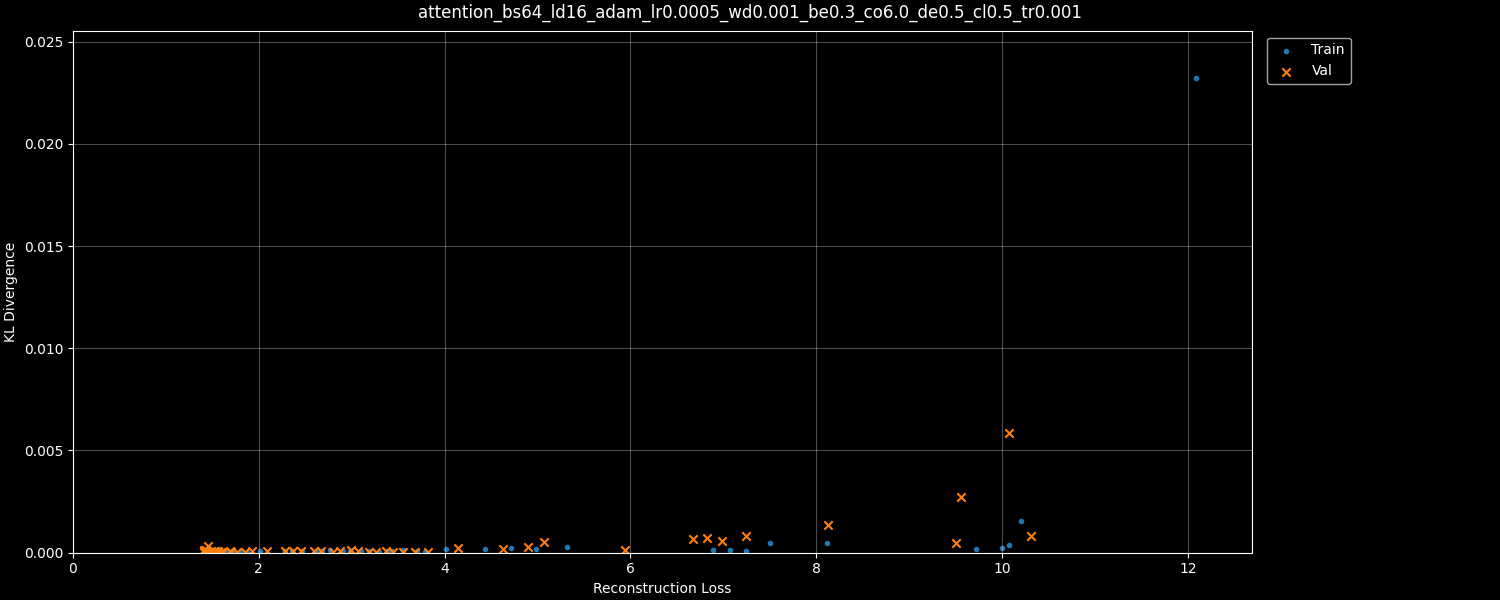 attention_bs64_ld16_adam_lr0.0005_wd0.001_be0.3_co6.0_de0.5_cl0.5_tr0.001
Train
Val
KL Divergence
0.025
0.020
0.015
0.010
0.005
0.000
0 2 4 6 8 10 12
Reconstruction Loss